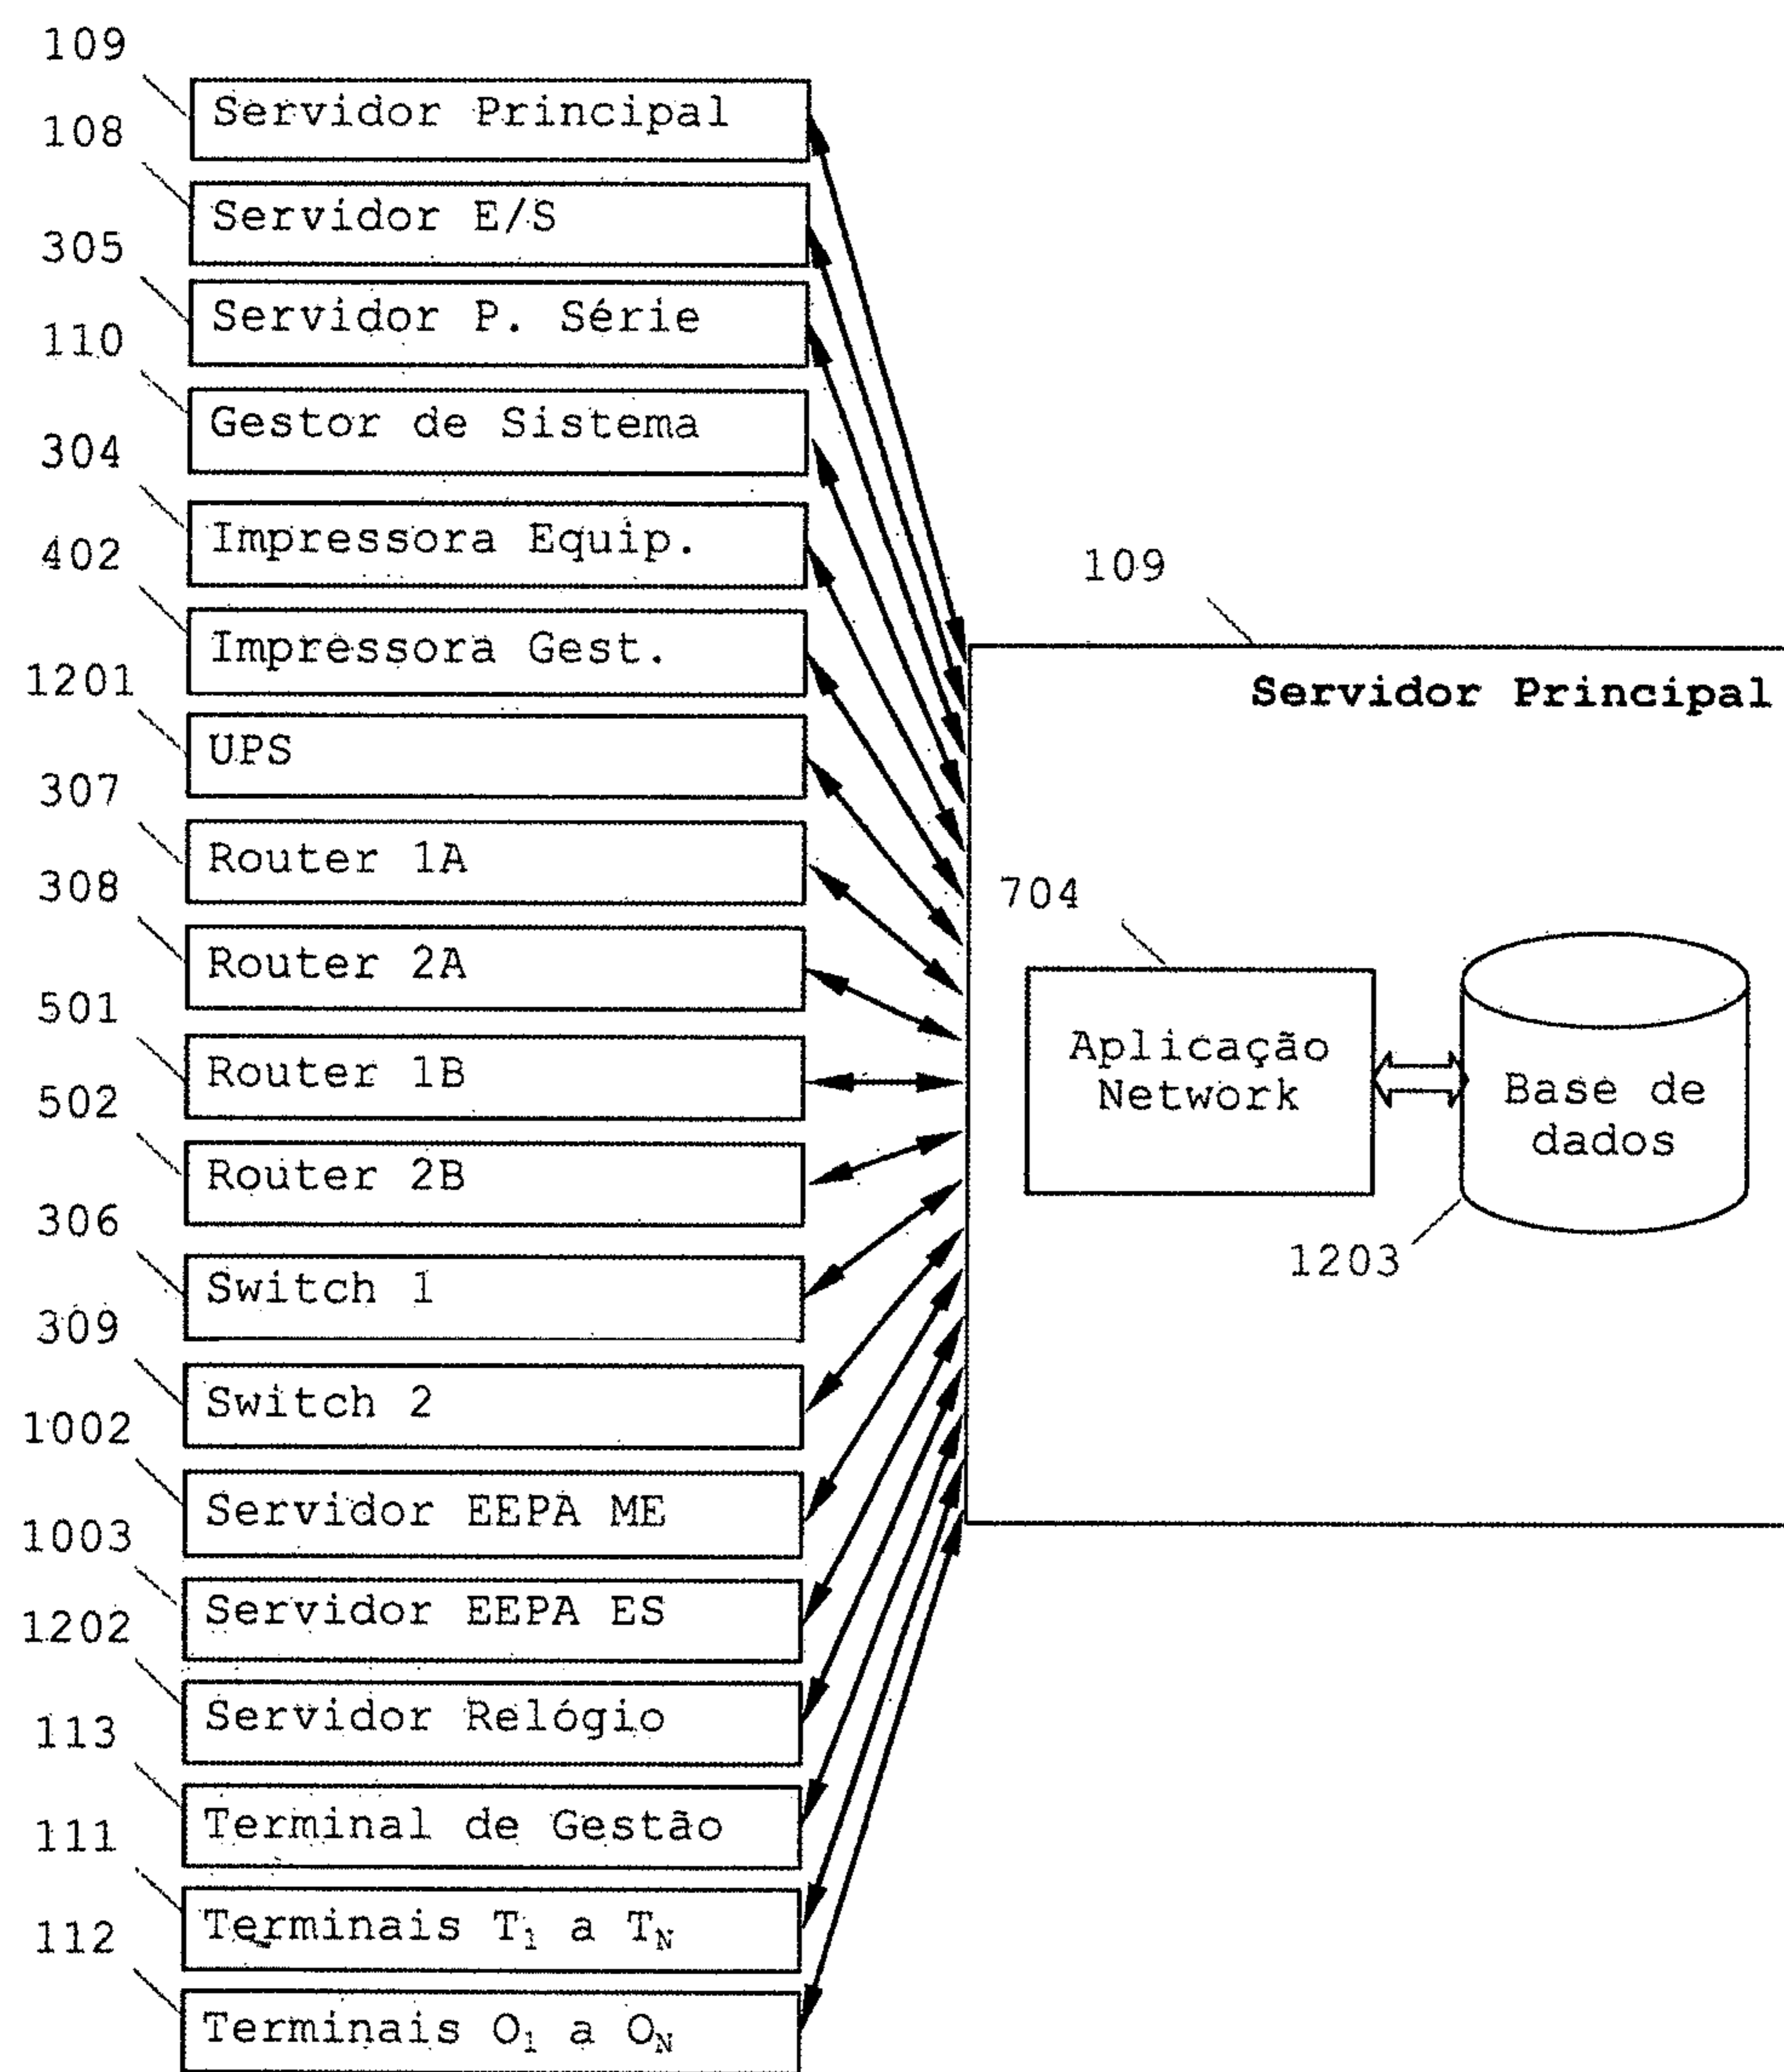 109
Servidor Principal
108
Servidor E/S
305
Servidor P. Série
110
Gestor de Sistema
304
Impressora Equip.
402
Impressora Gest.
1201
UPS
307
Router 1A
308
Router 2A
501
Router 1B
502
Router 2B
306
Switch 1
309
Switch 2
1002
Servidor EEPA ME
1003
Servidor EEPA ES
1202
Servidor Relógio
113
Terminal de Gestão
111
Terminais T₁ a T_N
112
Terminais O₁ a O_N
109
Servidor Principal
704
Aplicação
Network
Base de
dados
1203